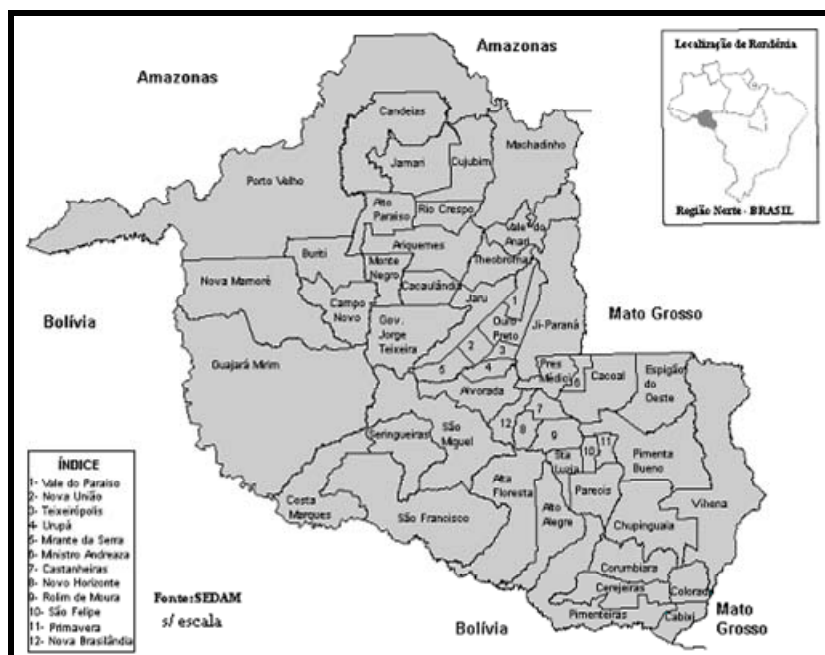 Amazonas
Amazonas
Localização de Rondônia
Região Norte - BRASIL
Candeias
Jamari
Cujubim
Machadinho
Porto Velho
Alto
Paraiso
Rio Crespo
Vale do
Anari
Buriti
Ariquemes
Theobroma
Monte
Negro
Nova Mamoré
Cacaulândia
Jaru
1
Campo
Novo
Gov.
Jorge
Teixeira
Ouro
Preto
Ji-Paraná
Mato Grosso
Bolívia
2
3
Guajará Mirim
5
4
Pres
Médici
6
Cacoal
Espigão
do
Oeste
Alvorada
7
12
8
9
São
Miguel
Seringueiras
Sta
Luzia
10
11
Pimenta
Bueno
Alta
Floresta
Parecis
Vilhena
Costa
Marques
São Francisco
Alto
Alegre
Chupinguaia
Corumbiara
Cerejeiras
Colorado
Pimenteiras
Cabixi
Mato
Grosso
Bolívia
ÍNDICE
1- Vale do Paraiso
2- Nova União
3- Teixeirópolis
4- Urupá
5- Mirante da Serra
6- Ministro Andreaza
7- Castanheiras
8- Novo Horizonte
9- Rolim de Moura
10- São Felipe
11- Primavera
12- Nova Brasilândia
Fonte:SEDAM
s/ escala